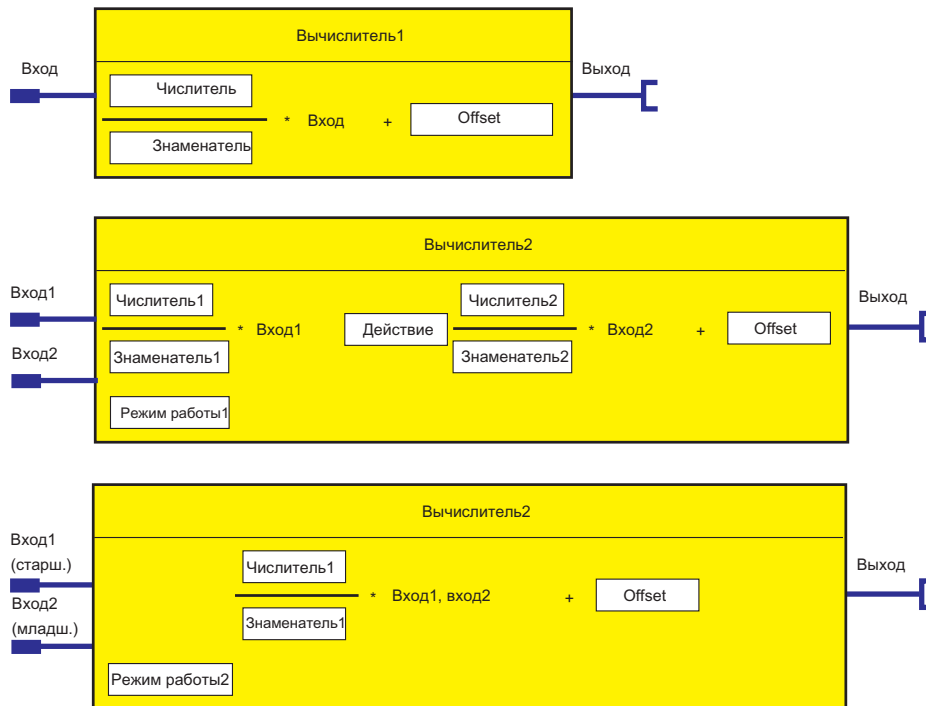 Вычислитель1
Вход
Выход
Числитель
Знаменатель
* Вход + Offset
Вычислитель2
Вход1
Вход2
Выход
Числитель1
Знаменатель1
* Вход1
Действие
Числитель2
Знаменатель2
* Вход2 + Offset
Режим работы1
Вычислитель2
Вход1
(старш.)
Вход2
(младш.)
Выход
Числитель1
Знаменатель1
* Вход1, вход2 + Offset
Режим работы2